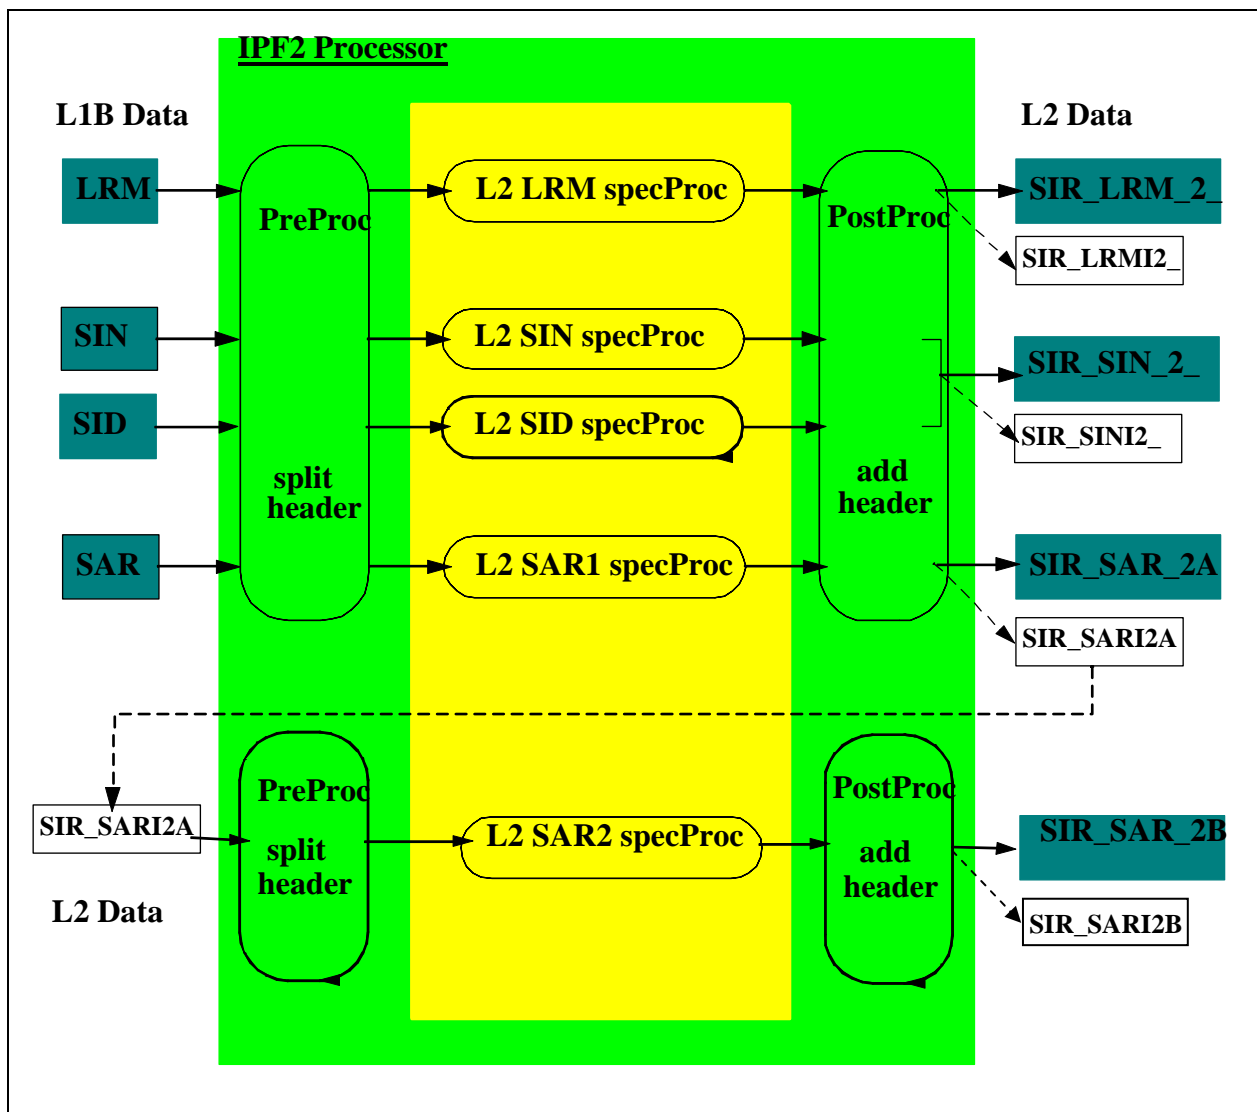 IPF2 Processor
L1B Data
L2 Data
LRM
PreProc
L2 LRM specProc
PostProc
SIR_LRM_2_
SIR_LRMI2_
SIN
L2 SIN specProc
SIR_SIN_2_
SID
L2 SID specProc
SIR_SINI2_
split
header
add
header
SAR
L2 SAR1 specProc
SIR_SAR_2A
SIR_SARI2A
SIR_SARI2A
PreProc
split
header
L2 SAR2 specProc
PostProc
add
header
SIR_SAR_2B
L2 Data
SIR_SARI2B